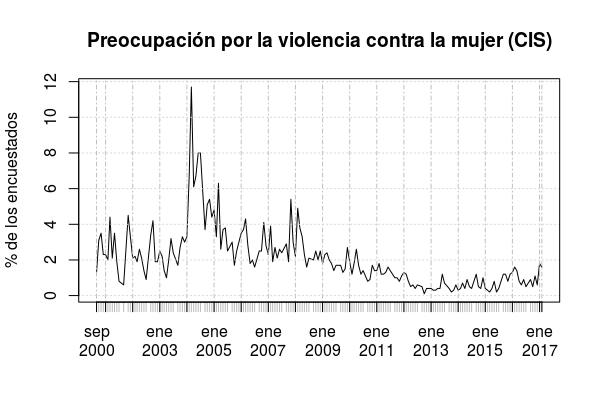 Preocupación por la violencia contra la mujer (CIS)
% de los encuestados
12
10
8
6
4
2
0
sep ene ene ene ene ene ene ene ene
2000 2003 2005 2007 2009 2011 2013 2015 2017